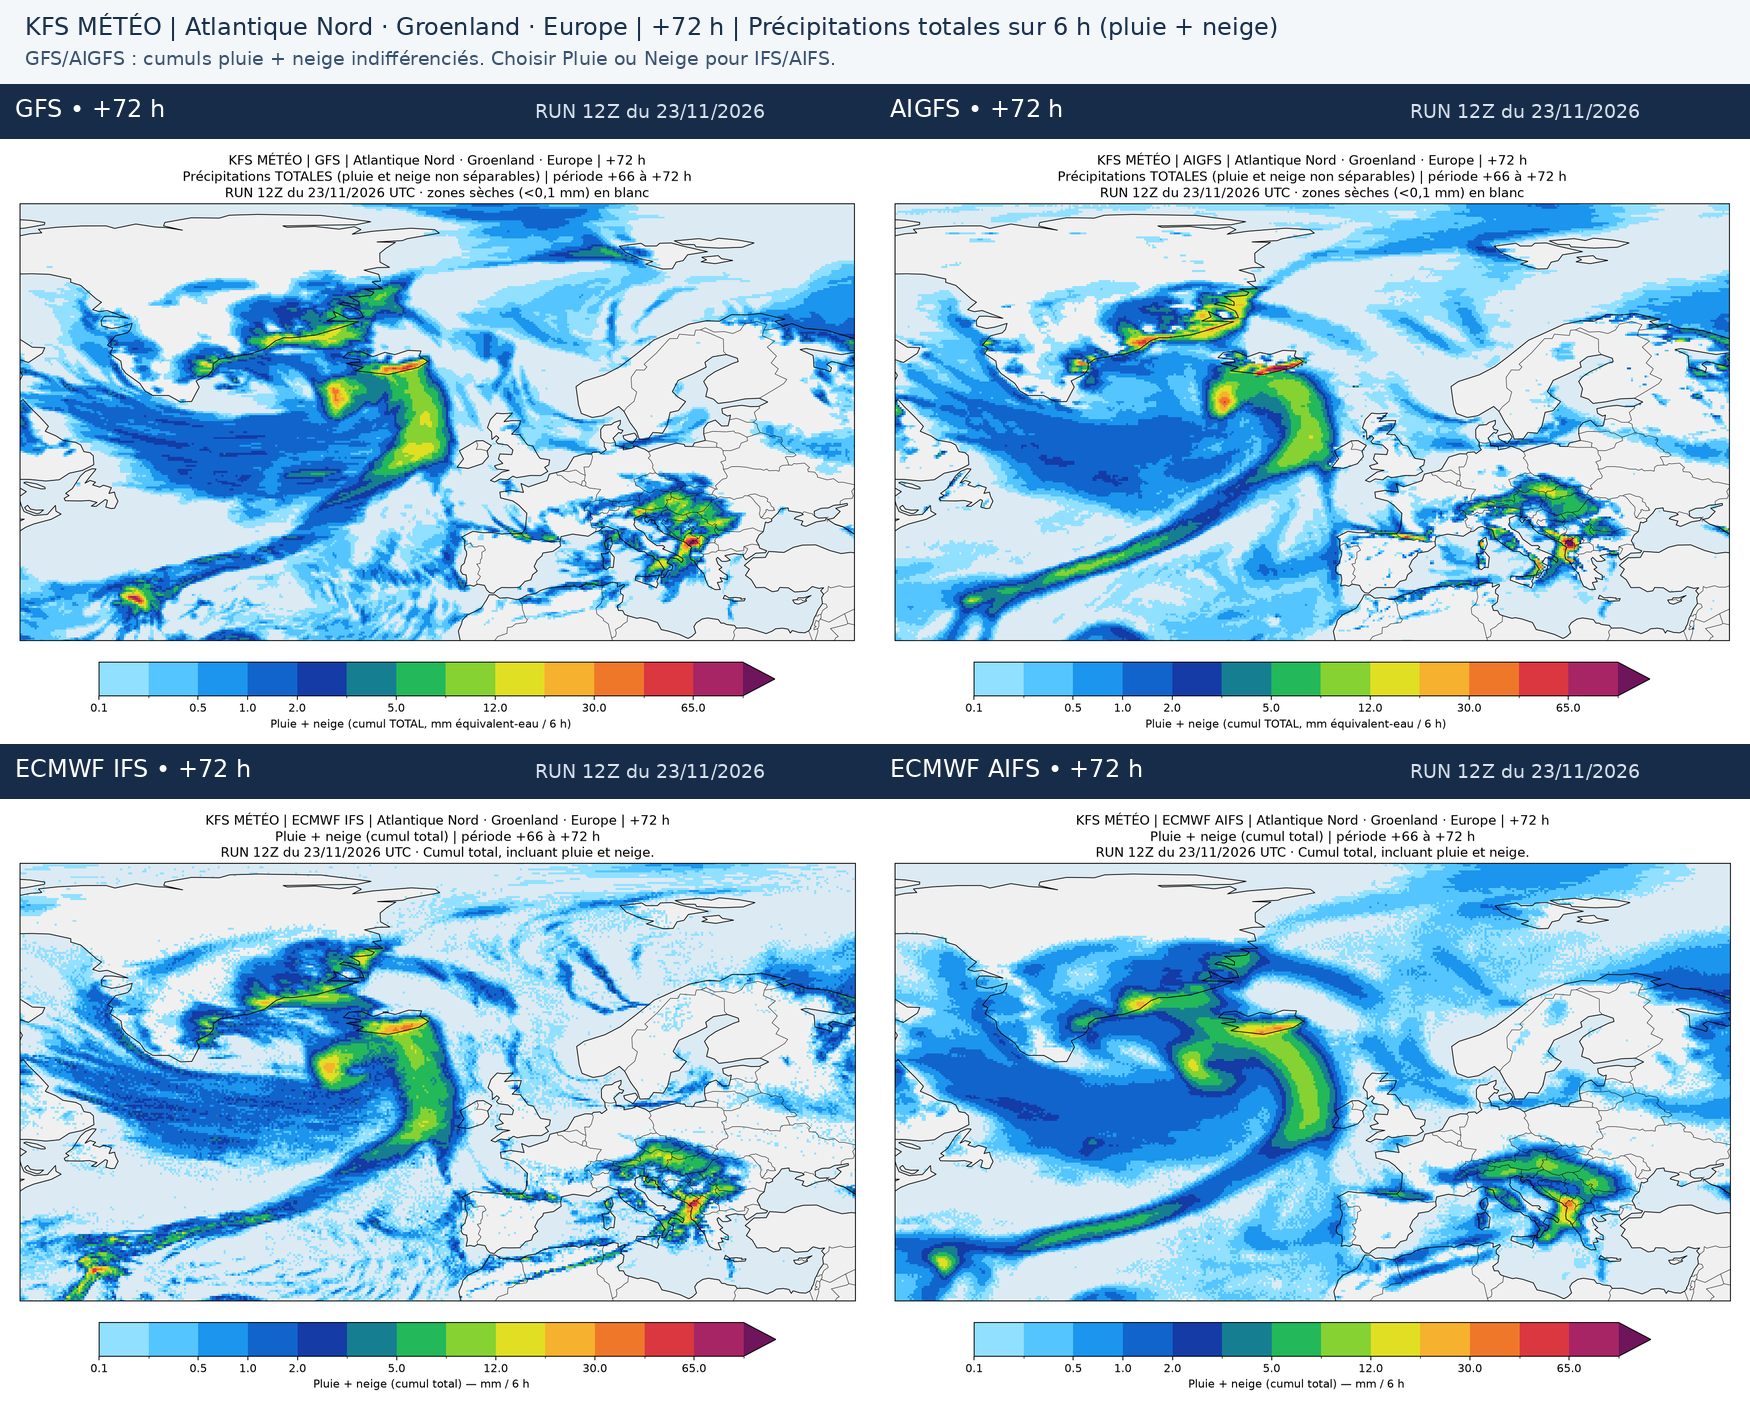 KFS MÉTÉO | Atlantique Nord · Groenland · Europe | +72 h | Précipitations totales sur 6 h (pluie + neige)
GFS/AIGFS : cumuls pluie + neige indifférenciés. Choisir Pluie ou Neige pour IFS/AIFS.
GFS • +72 h
RUN 12Z du 23/11/2026
AIGFS • +72 h
RUN 12Z du 23/11/2026
KFS MÉTÉO | GFS | Atlantique Nord · Groenland · Europe | +72 h
Précipitations TOTALES (pluie et neige non séparables) | période +66 à +72 h
RUN 12Z du 23/11/2026 UTC · zones sèches (<0,1 mm) en blanc
KFS MÉTÉO | AIGFS | Atlantique Nord · Groenland · Europe | +72 h
Précipitations TOTALES (pluie et neige non séparables) | période +66 à +72 h
RUN 12Z du 23/11/2026 UTC · zones sèches (<0,1 mm) en blanc
0.1 0.5 1.0 2.0 5.0 12.0 30.0 65.0
Pluie + neige (cumul TOTAL, mm équivalent-eau / 6 h)
0.1 0.5 1.0 2.0 5.0 12.0 30.0 65.0
Pluie + neige (cumul TOTAL, mm équivalent-eau / 6 h)
ECMWF IFS • +72 h
RUN 12Z du 23/11/2026
ECMWF AIFS • +72 h
RUN 12Z du 23/11/2026
KFS MÉTÉO | ECMWF IFS | Atlantique Nord · Groenland · Europe | +72 h
Pluie + neige (cumul total) | période +66 à +72 h
RUN 12Z du 23/11/2026 UTC · Cumul total, incluant pluie et neige.
KFS MÉTÉO | ECMWF AIFS | Atlantique Nord · Groenland · Europe | +72 h
Pluie + neige (cumul total) | période +66 à +72 h
RUN 12Z du 23/11/2026 UTC · Cumul total, incluant pluie et neige.
0.1 0.5 1.0 2.0 5.0 12.0 30.0 65.0
Pluie + neige (cumul total) — mm / 6 h
0.1 0.5 1.0 2.0 5.0 12.0 30.0 65.0
Pluie + neige (cumul total) — mm / 6 h